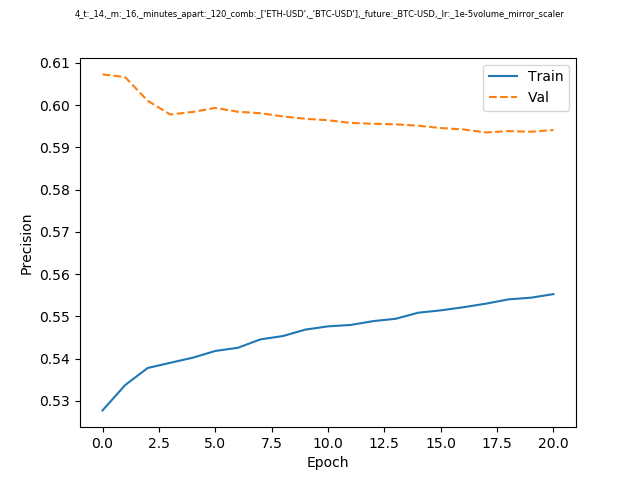 4_t:_14,_m:_16,_minutes_apart:_120_comb:_['ETH-USD',_'BTC-USD'],_future:_BTC-USD,_lr:_1e-5volume_mirror_scaler
0.61
Train
Val
0.60
0.59
0.58
0.57
Precision
0.56
0.55
0.54
0.53
0.0 2.5 5.0 7.5 10.0 12.5 15.0 17.5 20.0
Epoch